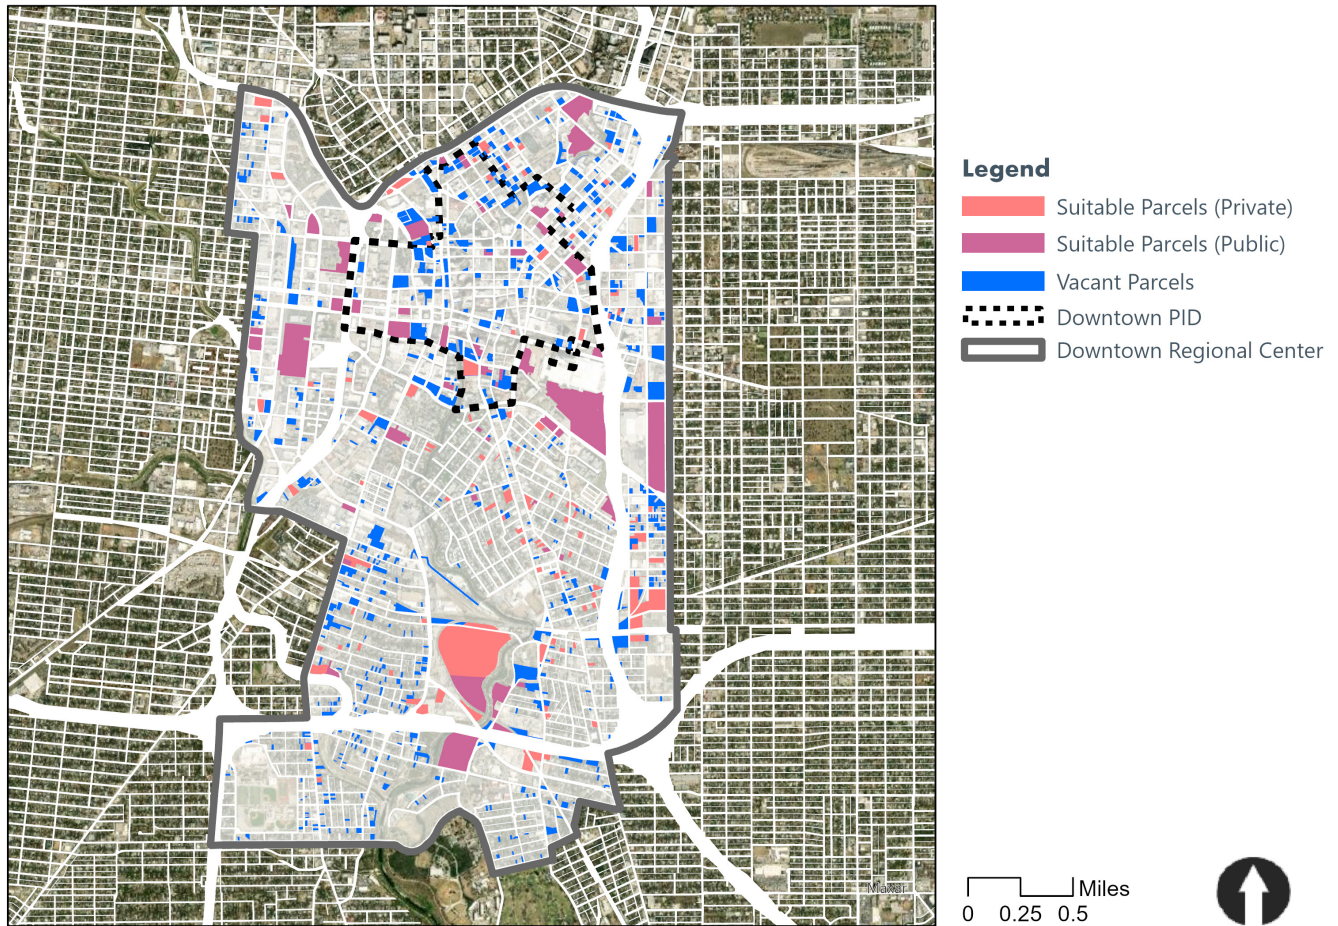 Legend
Suitable Parcels (Private)
Suitable Parcels (Public)
Vacant Parcels
Downtown PID
Downtown Regional Center
Maxar
Miles
0 0.25 0.5